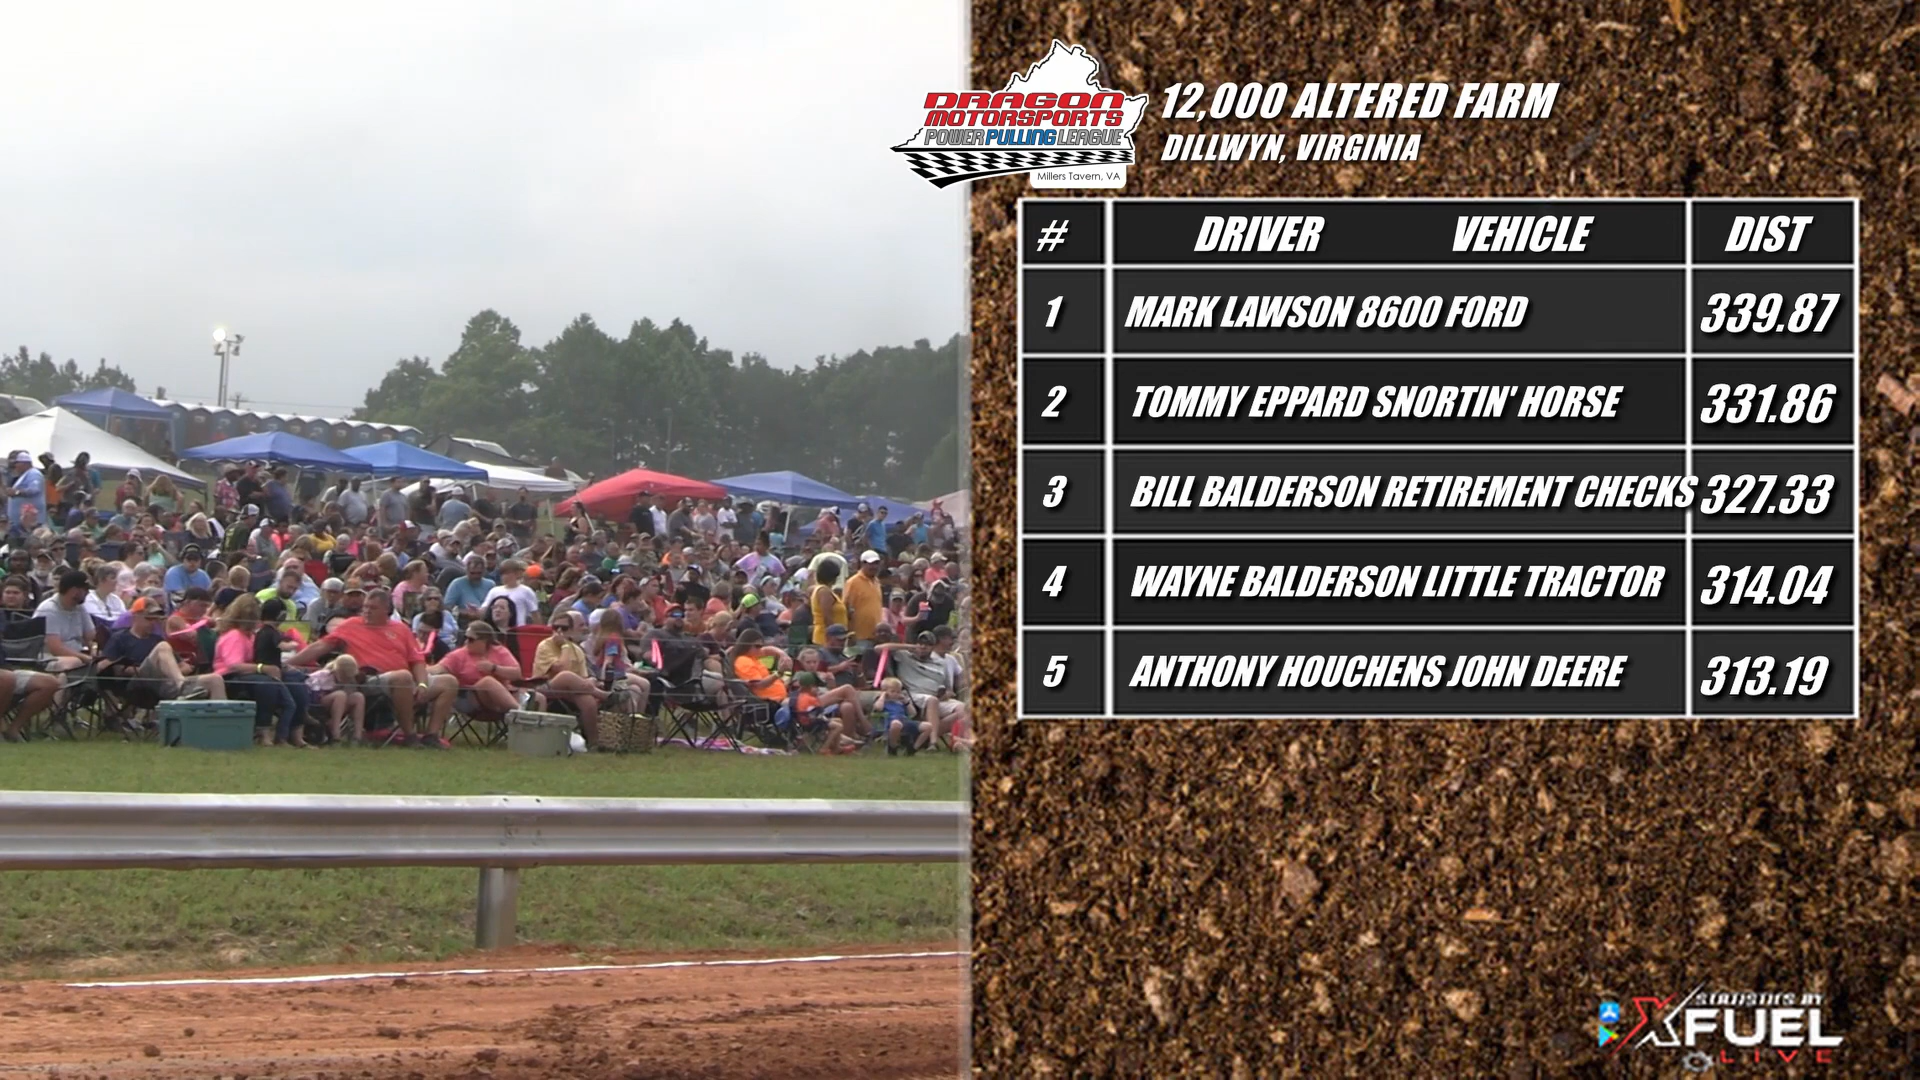 DRAGON
MOTORSPORTS
POWER PULLING LEAGUE
Millers Tavern, VA
12,000 ALTERED FARM
DILLWYN, VIRGINIA
# DRIVER VEHICLE DIST
1 MARK LAWSON 8600 FORD 339.87
2 TOMMY EPPARD SNORTIN' HORSE 331.86
3 BILL BALDERSON RETIREMENT CHECKS 327.33
4 WAYNE BALDERSON LITTLE TRACTOR 314.04
5 ANTHONY HOUCHENS JOHN DEERE 313.19
STATISTICS BY
XFUEL
LIVE